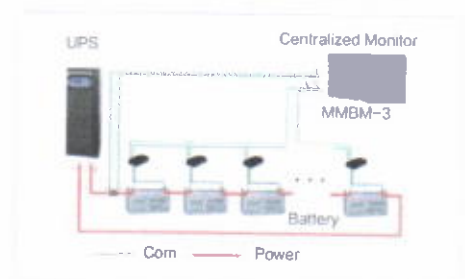 UPS
Centralized Monitor
MMBM-3
Battery
Com
Power